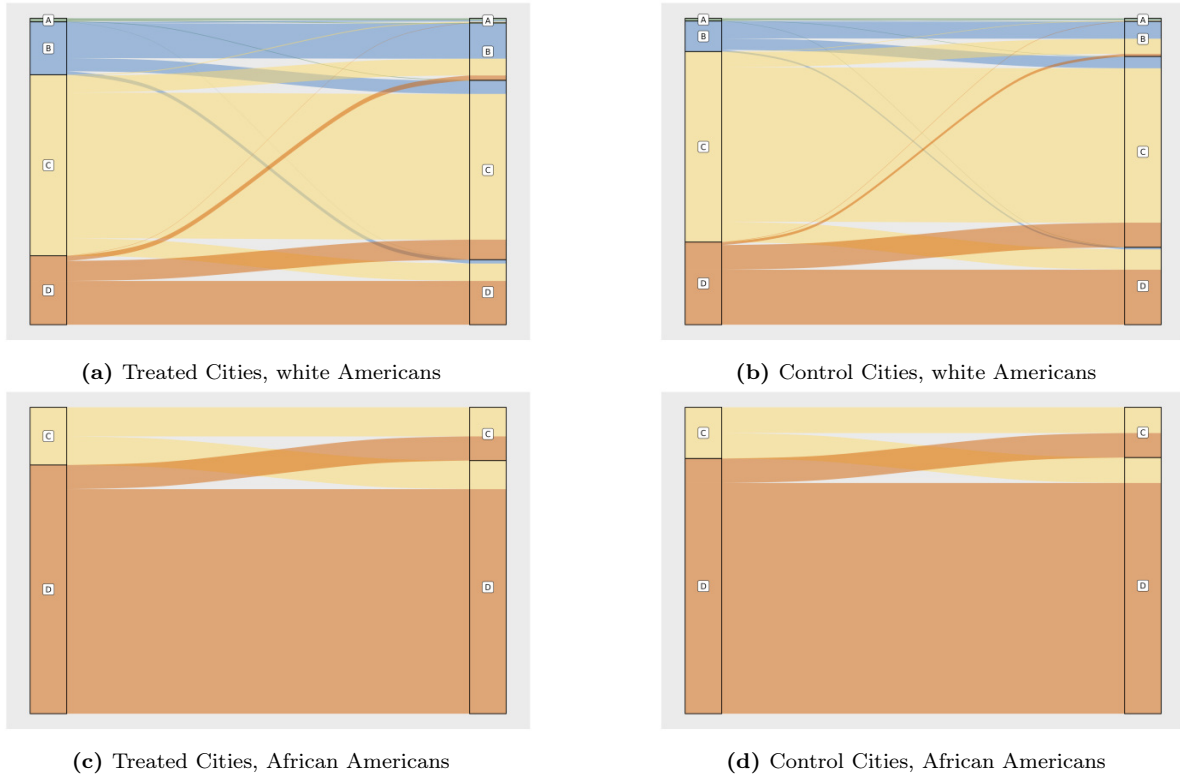 A
B
C
D
A
B
C
D
(a) Treated Cities, white Americans
A
B
C
D
A
B
C
D
(b) Control Cities, white Americans
C
D
C
D
(c) Treated Cities, African Americans
C
D
C
D
(d) Control Cities, African Americans